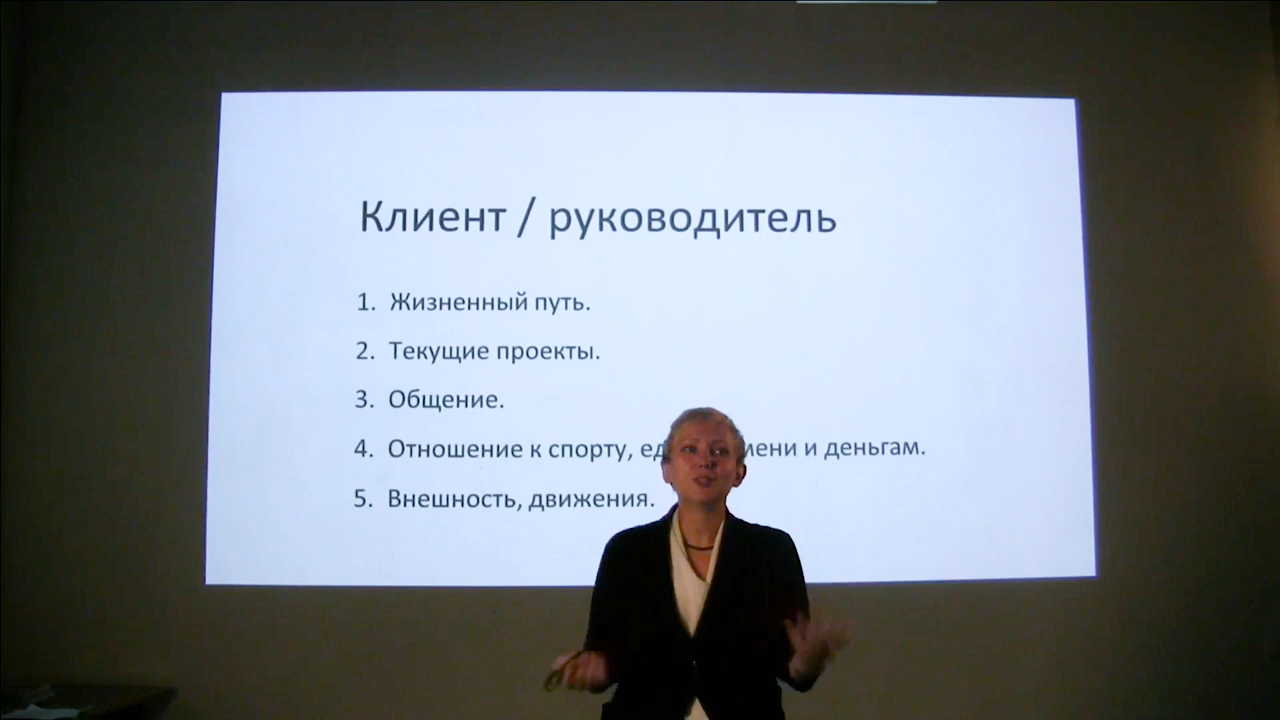 Клиент / руководитель
1. Жизненный путь.
2. Текущие проекты.
3. Общение.
4. Отношение к спорту, и деньгам.
5. Внешность, движения.